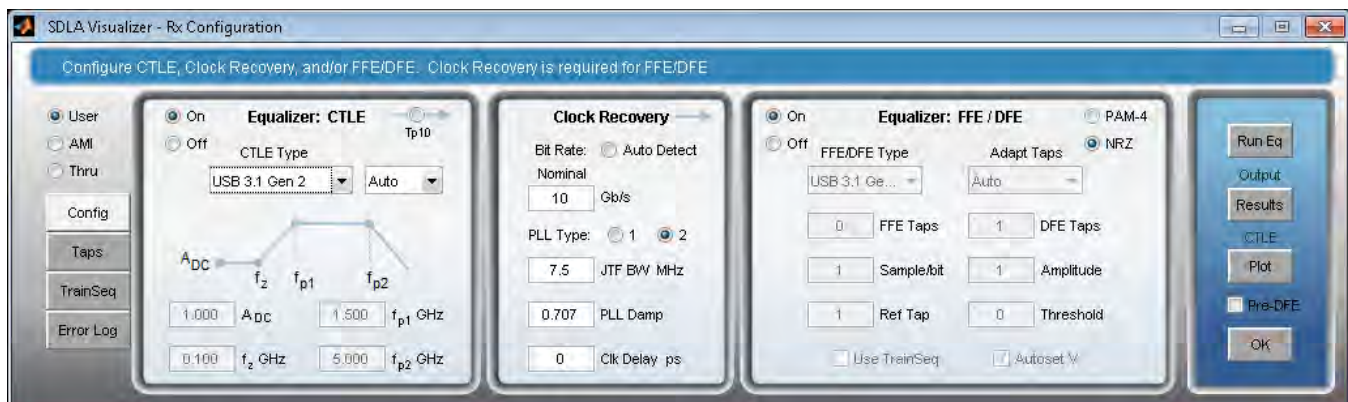 SDLA Visualizer - Rx Configuration
Configure CTLE, Clock Recovery, and/or FFE/DFE. Clock Recovery is required for FFE/DFE
User
AMI
Thru
Config
Taps
TrainSeq
Error Log
On
Off
Equalizer: CTLE
Tp10
CTLE Type
USB 3.1 Gen 2
Auto
ADC
fz
fp1
fp2
1.000 ADC
1.500 fp1 GHz
0.100 fz GHz
5.000 fp2 GHz
Clock Recovery
Bit Rate: Auto Detect
Nominal
10 Gb/s
PLL Type: 1 2
7.5 JTF BW MHz
0.707 PLL Damp
0 Clk Delay ps
On
Off
Equalizer: FFE / DFE
PAM-4
NRZ
FFE/DFE Type
Adapt Taps
USB 3.1 Ge...
Auto
0 FFE Taps
1 DFE Taps
1 Sample/bit
1 Amplitude
1 Ref Tap
0 Threshold
Use TrainSeq
Autoset V
Run Eq
Output
Results
CTLE
Plot
Pre-DFE
OK